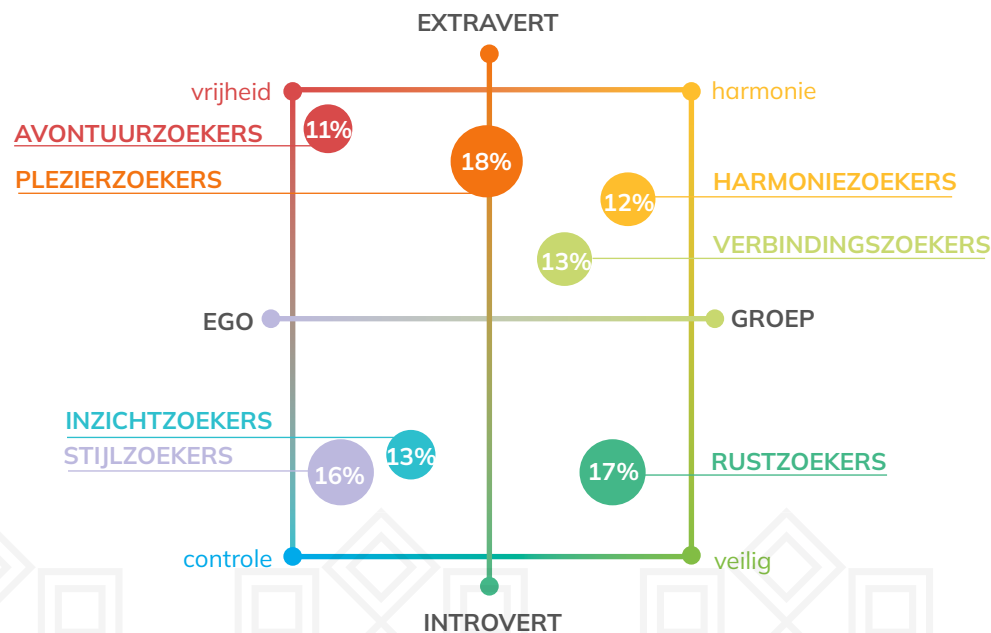 EXTRAVERT
vrijheid
harmonie
AVONTUURZOEKERS
11%
PLEZIERZOEKERS
18%
HARMONIEZOEKERS
12%
VERBINDINGSZOEKERS
13%
EGO
GROEP
INZICHTZOEKERS
13%
STIJLZOEKERS
16%
RUSTZOEKERS
17%
controle
veilig
INTROVERT